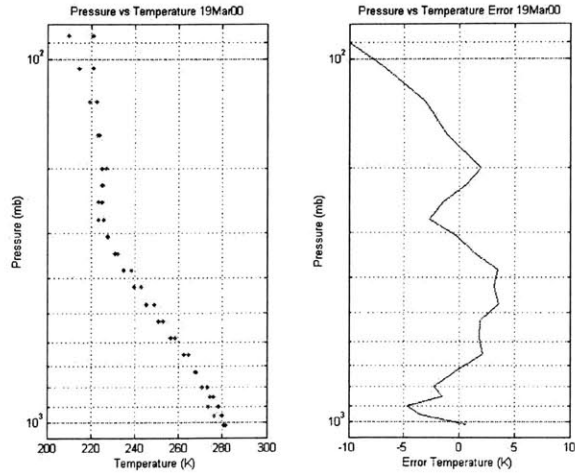 Pressure vs Temperature 19Mar00
Pressure (mb)
10²
10³
200 220 240 260 280 300
Temperature (K)
Pressure vs Temperature Error 19Mar00
Pressure (mb)
10²
10³
-10 -5 0 5 10
Error Temperature (K)